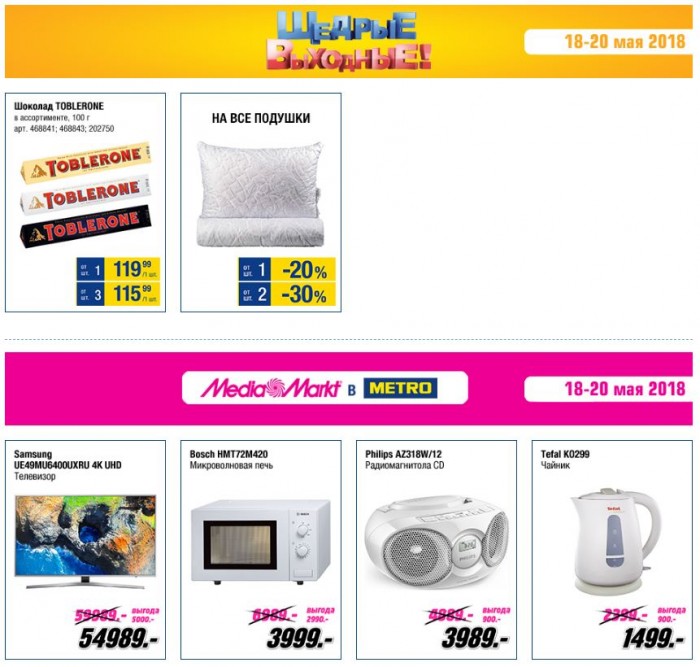 ЩЕДРЫЕ
ВЫХОДНЫЕ!
18-20 мая 2018
Шоколад TOBLERONE
в ассортименте, 100 г
арт. 468841; 468843; 202750
TOBLERONE
TOBLERONE
TOBLERONE
от шт. 1 119 99 /1 шт.
от шт. 3 115 99 /1 шт.
НА ВСЕ ПОДУШКИ
от шт. 1 -20%
от шт. 2 -30%
Media Markt в METRO
18-20 мая 2018
Samsung
UE49MU6400UXRU 4K UHD
Телевизор
59989.- выгода 5000.-
54989.-
Bosch HMT72M420
Микроволновая печь
6989.- выгода 2990.-
3999.-
Philips AZ318W/12
Радиомагнитола CD
4889.- выгода 900.-
3989.-
Tefal KO299
Чайник
Tefal
2399.- выгода 900.-
1499.-